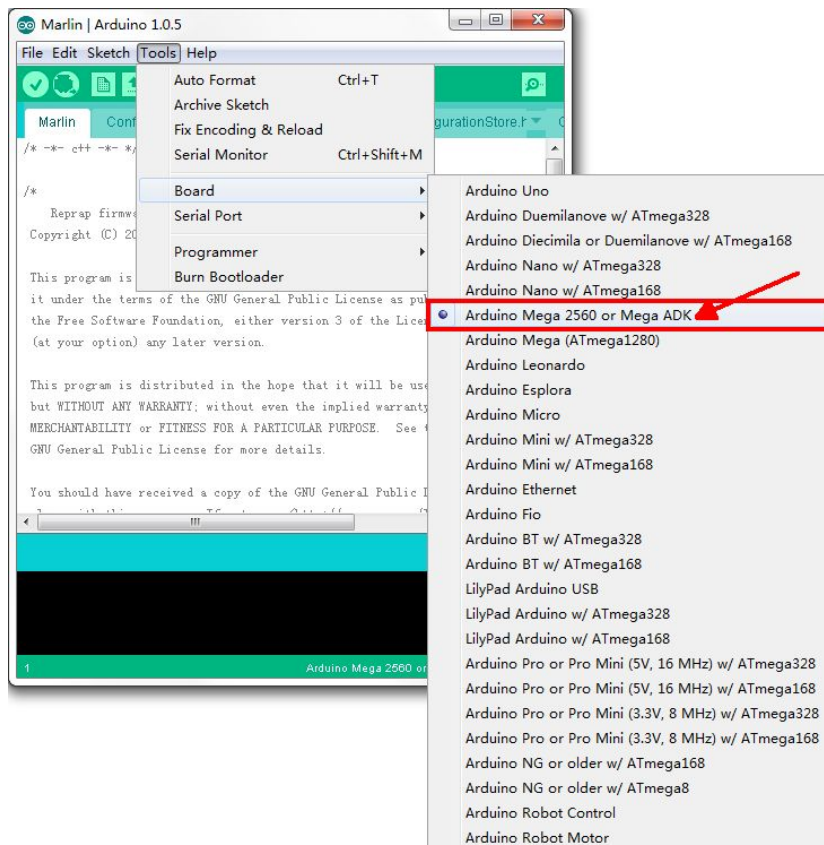 Marlin | Arduino 1.0.5
File Edit Sketch Tools Help
Auto Format Ctrl+T
Archive Sketch
Fix Encoding & Reload
Serial Monitor Ctrl+Shift+M
Board
Serial Port
Programmer
Burn Bootloader
Marlin Conf gurationStore.h
/* -*- c++ -*- */
/*
Reprap firmwa
Copyright (C) 20
This program is
it under the terms of the GNU General Public License as pu
the Free Software Foundation, either version 3 of the Lice
(at your option) any later version.
This program is distributed in the hope that it will be use
but WITHOUT ANY WARRANTY; without even the implied warranty
MERCHANTABILITY or FITNESS FOR A PARTICULAR PURPOSE. See
GNU General Public License for more details.
You should have received a copy of the GNU General Public
1 Arduino Mega 2560 or
Arduino Uno
Arduino Duemilanove w/ ATmega328
Arduino Diecimila or Duemilanove w/ ATmega168
Arduino Nano w/ ATmega328
Arduino Nano w/ ATmega168
Arduino Mega 2560 or Mega ADK
Arduino Mega (ATmega1280)
Arduino Leonardo
Arduino Esplora
Arduino Micro
Arduino Mini w/ ATmega328
Arduino Mini w/ ATmega168
Arduino Ethernet
Arduino Fio
Arduino BT w/ ATmega328
Arduino BT w/ ATmega168
LilyPad Arduino USB
LilyPad Arduino w/ ATmega328
LilyPad Arduino w/ ATmega168
Arduino Pro or Pro Mini (5V, 16 MHz) w/ ATmega328
Arduino Pro or Pro Mini (5V, 16 MHz) w/ ATmega168
Arduino Pro or Pro Mini (3.3V, 8 MHz) w/ ATmega328
Arduino Pro or Pro Mini (3.3V, 8 MHz) w/ ATmega168
Arduino NG or older w/ ATmega168
Arduino NG or older w/ ATmega8
Arduino Robot Control
Arduino Robot Motor